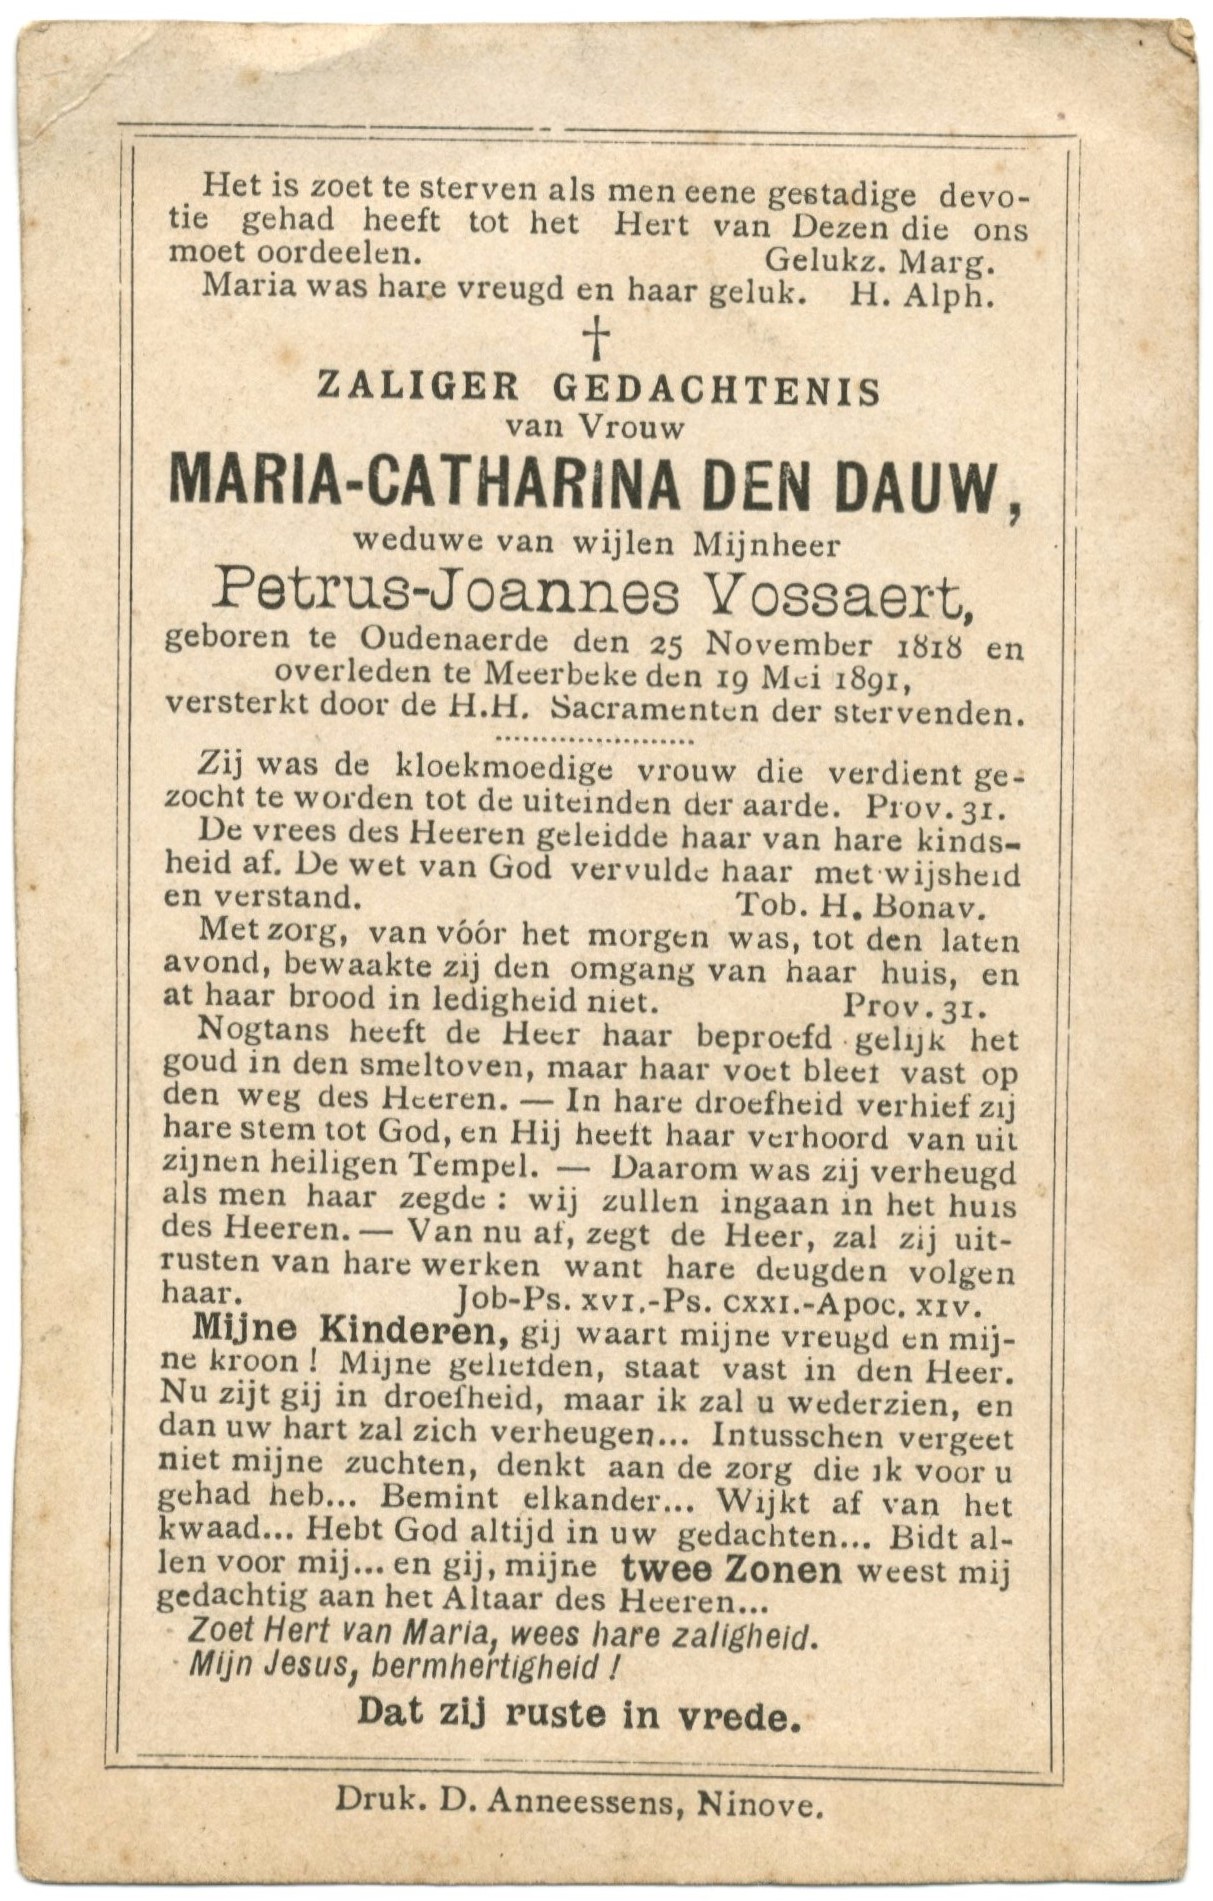 Het is zoet te sterven als men eene gestadige devo-
tie gehad heeft tot het Hert van Dezen die ons
moet oordeelen. Gelukz. Marg.
Maria was hare vreugd en haar geluk. H. Alph.
†
ZALIGER GEDACHTENIS
van Vrouw
MARIA-CATHARINA DEN DAUW,
weduwe van wijlen Mijnheer
Petrus-Joannes Vossaert,
geboren te Oudenaerde den 25 November 1818 en
overleden te Meerbeke den 19 Mei 1891,
versterkt door de H.H. Sacramenten der stervenden.
Zij was de kloekmoedige vrouw die verdient ge-
zocht te worden tot de uiteinden der aarde. Prov. 31.
De vrees des Heeren geleidde haar van hare kinds-
heid af. De wet van God vervulde haar met wijsheid
en verstand. Tob. H. Bonav.
Met zorg, van vóór het morgen was, tot den laten
avond, bewaakte zij den omgang van haar huis, en
at haar brood in ledigheid niet. Prov. 31.
Nogtans heeft de Heer haar beproefd gelijk het
goud in den smeltoven, maar haar voet bleef vast op
den weg des Heeren. — In hare droefheid verhief zij
hare stem tot God, en Hij heeft haar verhoord van uit
zijnen heiligen Tempel. — Daarom was zij verheugd
als men haar zegde : wij zullen ingaan in het huis
des Heeren. — Van nu af, zegt de Heer, zal zij uit-
rusten van hare werken want hare deugden volgen
haar. Job-Ps. XVI.-Ps. CXXI.-Apoc. XIV.
Mijne Kinderen, gij waart mijne vreugd en mij-
ne kroon ! Mijne geliefden, staat vast in den Heer.
Nu zijt gij in droefheid, maar ik zal u wederzien, en
dan uw hart zal zich verheugen... Intusschen vergeet
niet mijne zuchten, denkt aan de zorg die ik voor u
gehad heb... Bemint elkander... Wijkt af van het
kwaad... Hebt God altijd in uw gedachten... Bidt al-
len voor mij... en gij, mijne twee Zonen weest mij
gedachtig aan het Altaar des Heeren...
Zoet Hert van Maria, wees hare zaligheid.
Mijn Jesus, bermhertigheid !
Dat zij ruste in vrede.
Druk. D. Anneessens, Ninove.